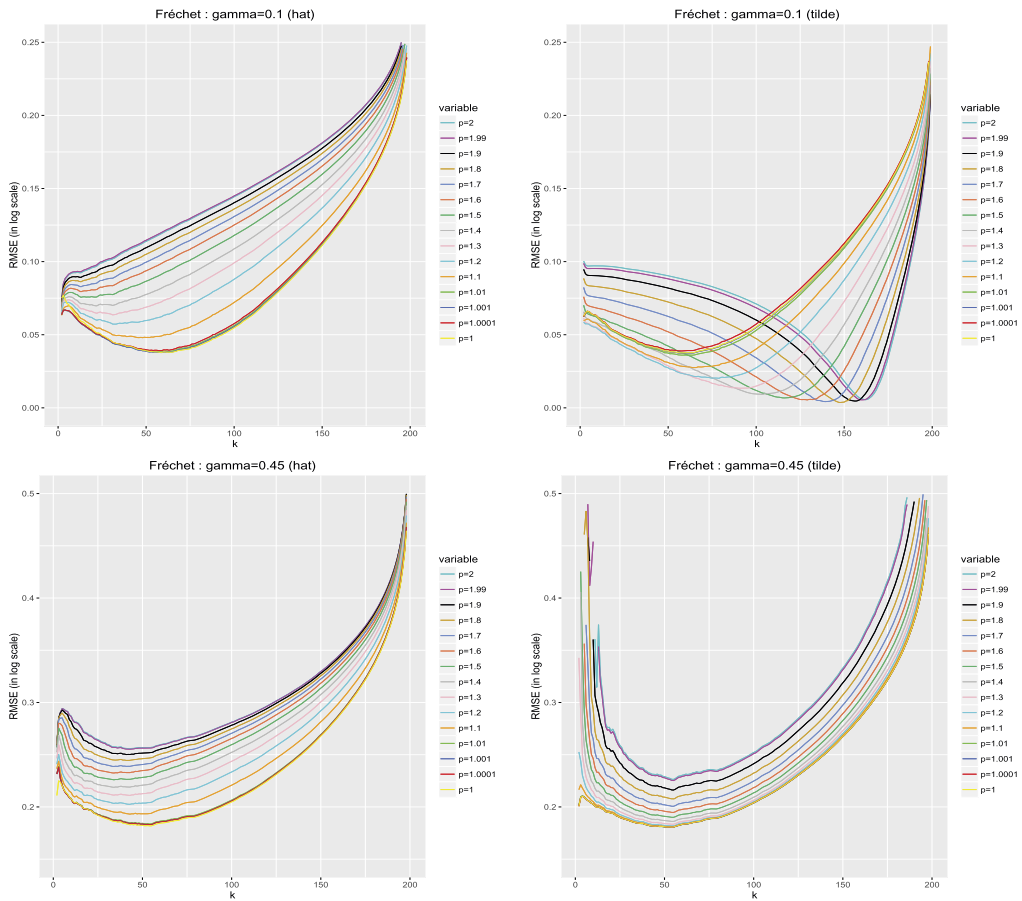 Fréchet : gamma=0.1 (hat)
RMSE (in log scale)
0.25
0.20
0.15
0.10
0.05
0.00
0
50
100
150
200
k
variable
p=2
p=1.99
p=1.9
p=1.8
p=1.7
p=1.6
p=1.5
p=1.4
p=1.3
p=1.2
p=1.1
p=1.01
p=1.001
p=1.0001
p=1
Fréchet : gamma=0.1 (tilde)
RMSE (in log scale)
0.25
0.20
0.15
0.10
0.05
0.00
0
50
100
150
200
k
variable
p=2
p=1.99
p=1.9
p=1.8
p=1.7
p=1.6
p=1.5
p=1.4
p=1.3
p=1.2
p=1.1
p=1.01
p=1.001
p=1.0001
p=1
Fréchet : gamma=0.45 (hat)
RMSE (in log scale)
0.5
0.4
0.3
0.2
0
50
100
150
200
k
variable
p=2
p=1.99
p=1.9
p=1.8
p=1.7
p=1.6
p=1.5
p=1.4
p=1.3
p=1.2
p=1.1
p=1.01
p=1.001
p=1.0001
p=1
Fréchet : gamma=0.45 (tilde)
RMSE (in log scale)
0.5
0.4
0.3
0.2
0
50
100
150
200
k
variable
p=2
p=1.99
p=1.9
p=1.8
p=1.7
p=1.6
p=1.5
p=1.4
p=1.3
p=1.2
p=1.1
p=1.01
p=1.001
p=1.0001
p=1